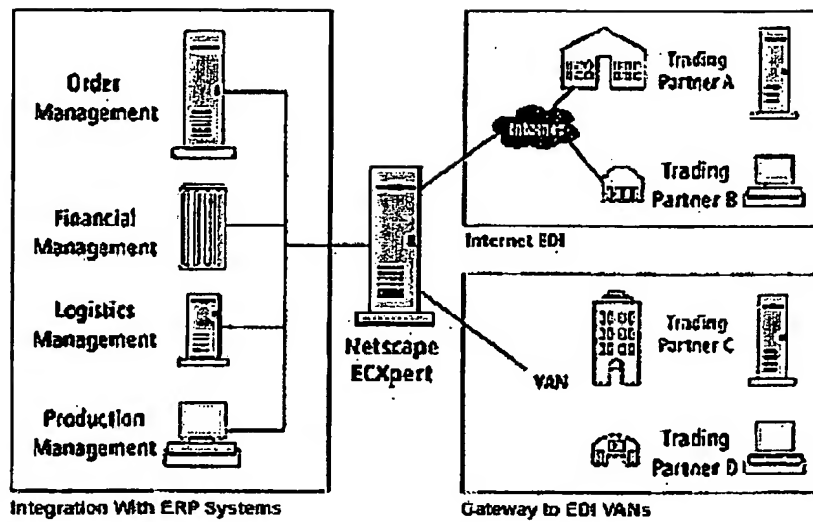 Order
Management
Financial
Management
Logistics
Management
Production
Management
Integration With ERP Systems
Netscape
ECXpert
Internet
Trading
Partner A
Trading
Partner B
Internet EDI
VAN
Trading
Partner C
Trading
Partner D
Gateway to EDI VANs